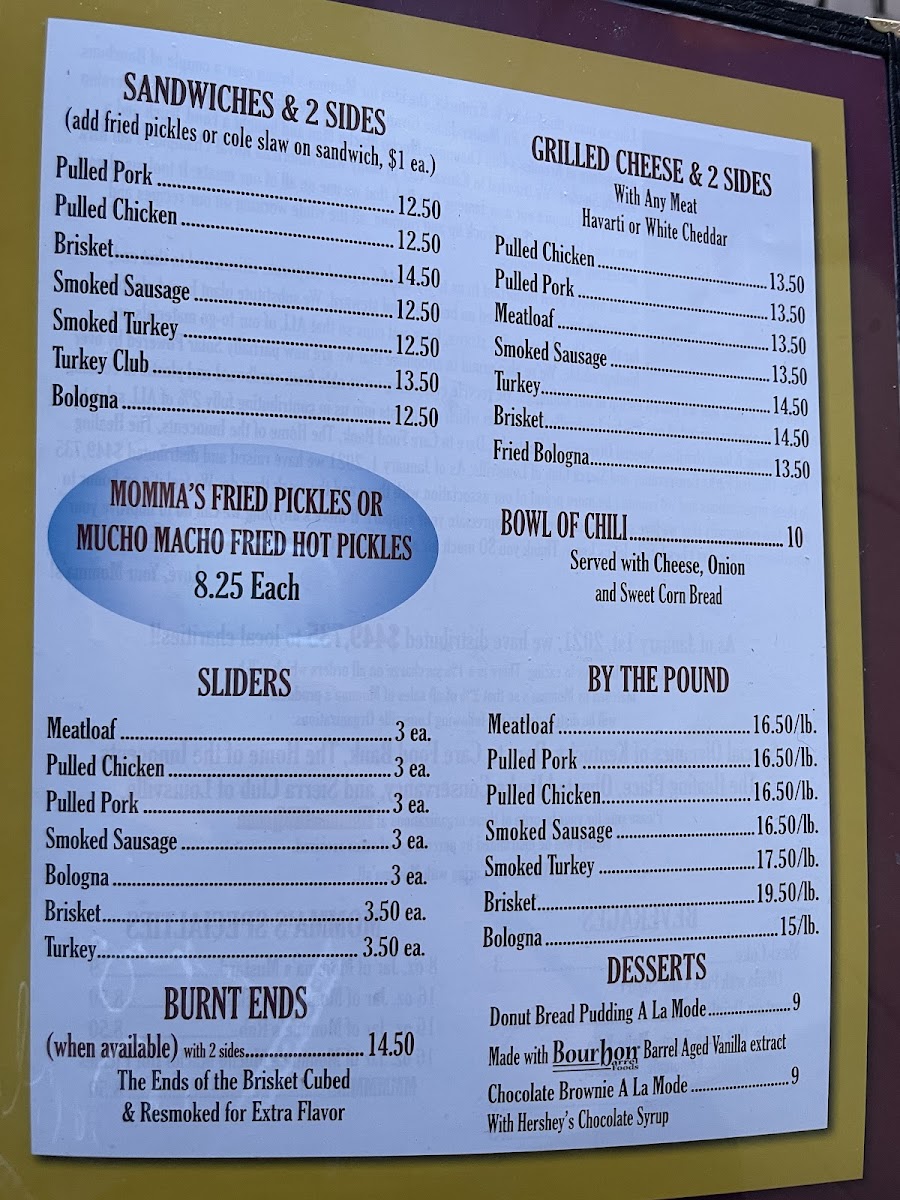 SANDWICHES & 2 SIDES
(add fried pickles or cole slaw on sandwich, $1 ea.)
Pulled Pork 12.50
Pulled Chicken 12.50
Brisket 14.50
Smoked Sausage 12.50
Smoked Turkey 12.50
Turkey Club 13.50
Bologna 12.50
MOMMA'S FRIED PICKLES OR
MUCHO MACHO FRIED HOT PICKLES
8.25 Each
SLIDERS
Meatloaf 3 ea.
Pulled Chicken 3 ea.
Pulled Pork 3 ea.
Smoked Sausage 3 ea.
Bologna 3 ea.
Brisket 3.50 ea.
Turkey 3.50 ea.
BURNT ENDS
(when available) with 2 sides 14.50
The Ends of the Brisket Cubed
& Resmoked for Extra Flavor
GRILLED CHEESE & 2 SIDES
With Any Meat
Havarti or White Cheddar
Pulled Chicken 13.50
Pulled Pork 13.50
Meatloaf 13.50
Smoked Sausage 13.50
Turkey 14.50
Brisket 14.50
Fried Bologna 13.50
BOWL OF CHILI 10
Served with Cheese, Onion
and Sweet Corn Bread
BY THE POUND
Meatloaf 16.50/lb.
Pulled Pork 16.50/lb.
Pulled Chicken 16.50/lb.
Smoked Sausage 16.50/lb.
Smoked Turkey 17.50/lb.
Brisket 19.50/lb.
Bologna 15/lb.
DESSERTS
Donut Bread Pudding A La Mode 9
Made with Bourbon Barrel Foods Barrel Aged Vanilla extract
Chocolate Brownie A La Mode 9
With Hershey's Chocolate Syrup